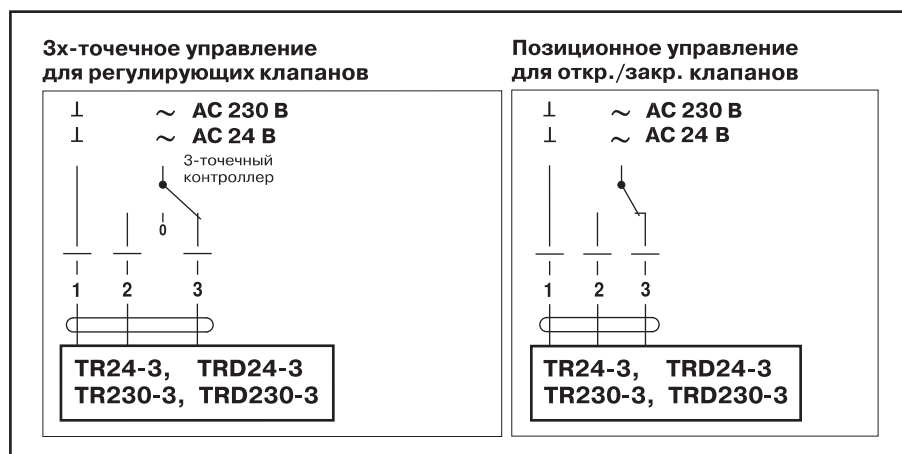 3х-точечное управление
для регулирующих клапанов
⊥ ~ AC 230 В
⊥ ~ AC 24 В
3-точечный
контроллер
0
1 2 3
TR24-3, TRD24-3
TR230-3, TRD230-3
Позиционное управление
для откр./закр. клапанов
⊥ ~ AC 230 В
⊥ ~ AC 24 В
1 2 3
TR24-3, TRD24-3
TR230-3, TRD230-3